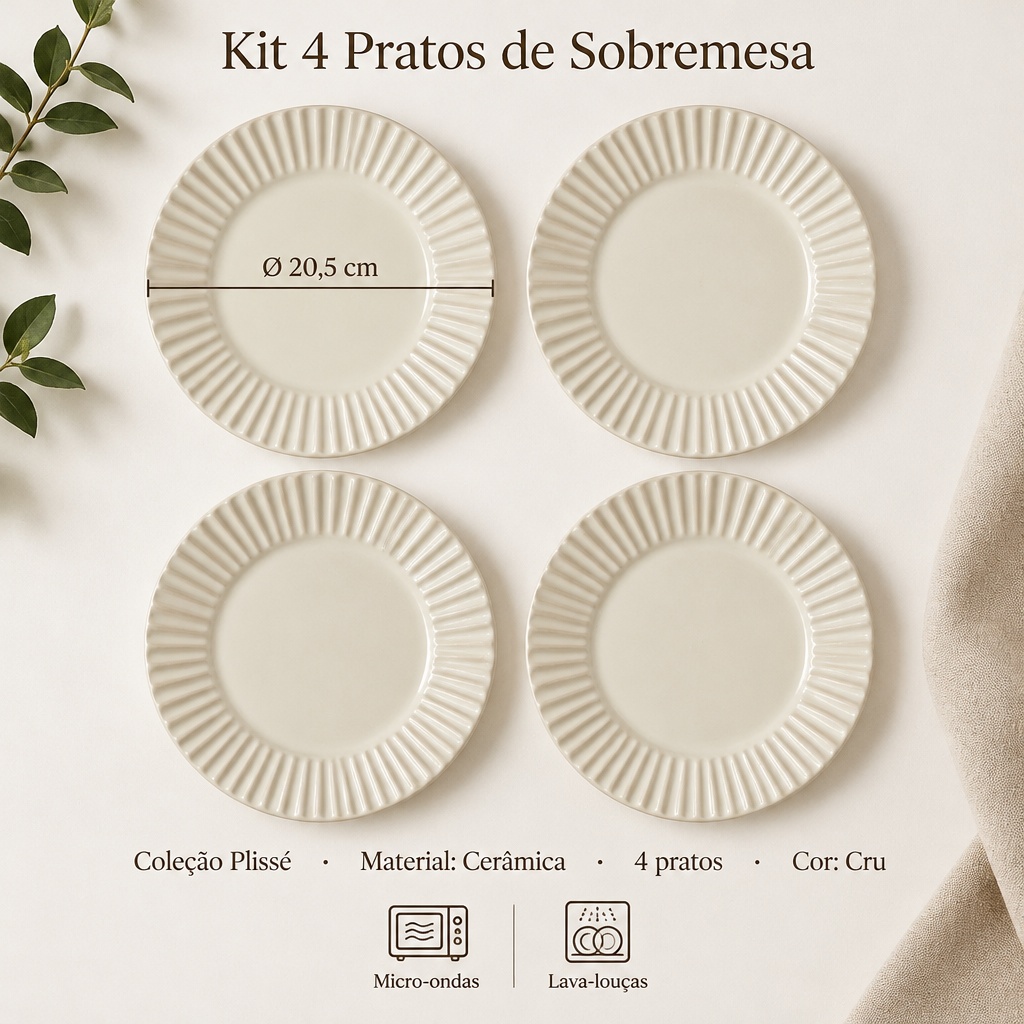 Kit 4 Pratos de Sobremesa
Ø 20,5 cm
Coleção Plissé · Material: Cerâmica · 4 pratos · Cor: Cru
Micro-ondas
Lava-louças